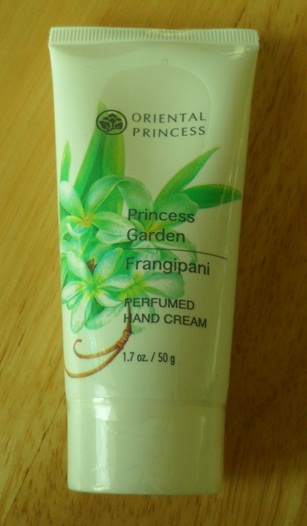 ORIENTAL
PRINCESS
Princess
Garden
Frangipani
PERFUMED
HAND CREAM
1.7 oz. / 50 g